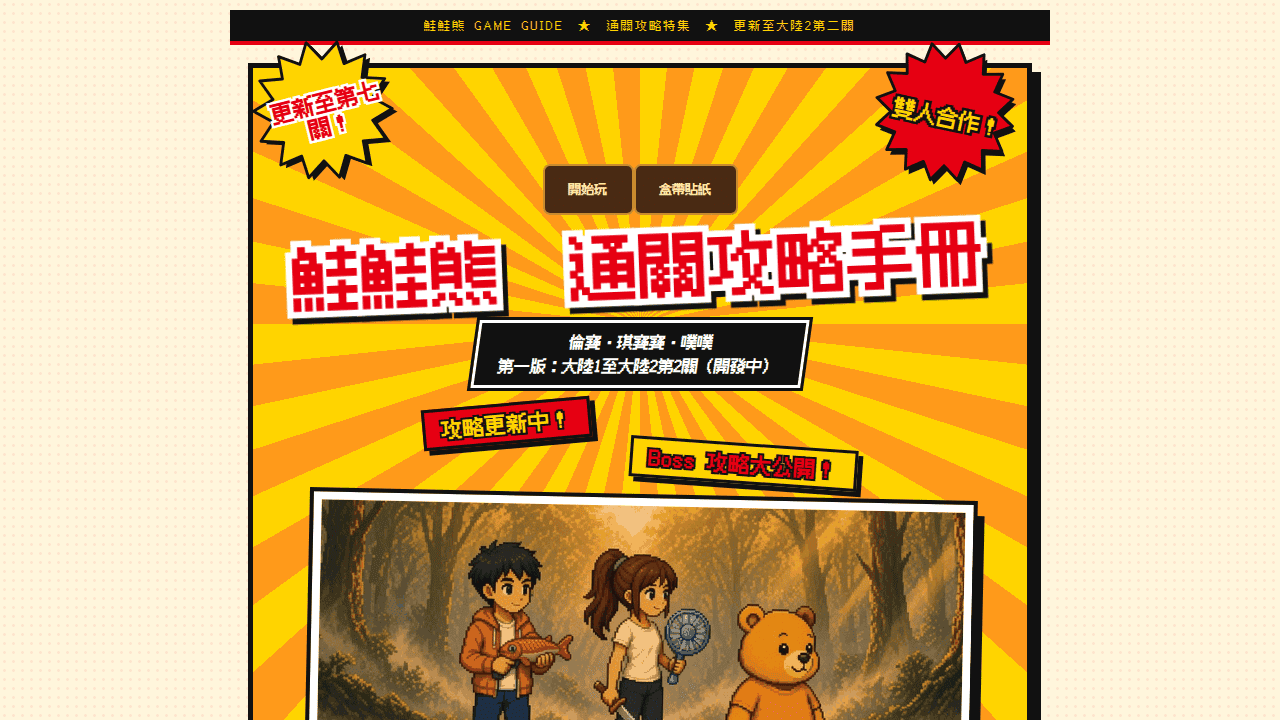 鮭鮭熊 GAME GUIDE ★ 通關攻略特集 ★ 更新至大陸2第二關
更新至第七
關！
雙人合作！
開始玩
盒帶貼紙
鮭鮭熊 通關攻略手冊
倫寶・琪寶寶・噗噗
第一版：大陸1至大陸2第2關（開發中）
攻略更新中！
Boss 攻略大公開！